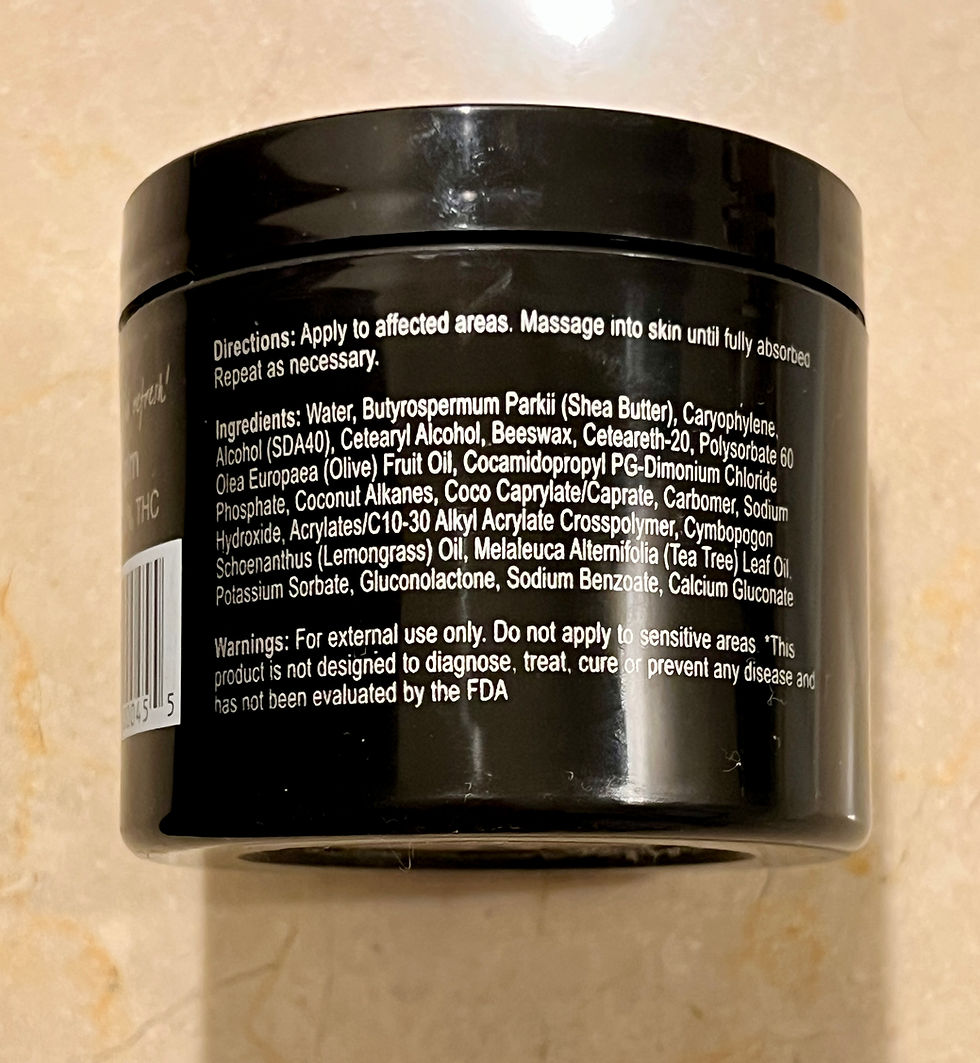 Directions: Apply to affected areas. Massage into skin until fully absorbed
Repeat as necessary.
Ingredients: Water, Butyrospermum Parkii (Shea Butter), Caryophylene,
Alcohol (SDA40), Cetearyl Alcohol, Beeswax, Ceteareth-20, Polysorbate 60
Olea Europaea (Olive) Fruit Oil, Cocamidopropyl PG-Dimonium Chloride
Phosphate, Coconut Alkanes, Coco Caprylate/Caprate, Carbomer, Sodium
Hydroxide, Acrylates/C10-30 Alkyl Acrylate Crosspolymer, Cymbopogon
Schoenanthus (Lemongrass) Oil, Melaleuca Alternifolia (Tea Tree) Leaf Oil,
Potassium Sorbate, Gluconolactone, Sodium Benzoate, Calcium Gluconate
Warnings: For external use only. Do not apply to sensitive areas *This
product is not designed to diagnose, treat, cure or prevent any disease and
has not been evaluated by the FDA
refresh!
% THC
0045 5